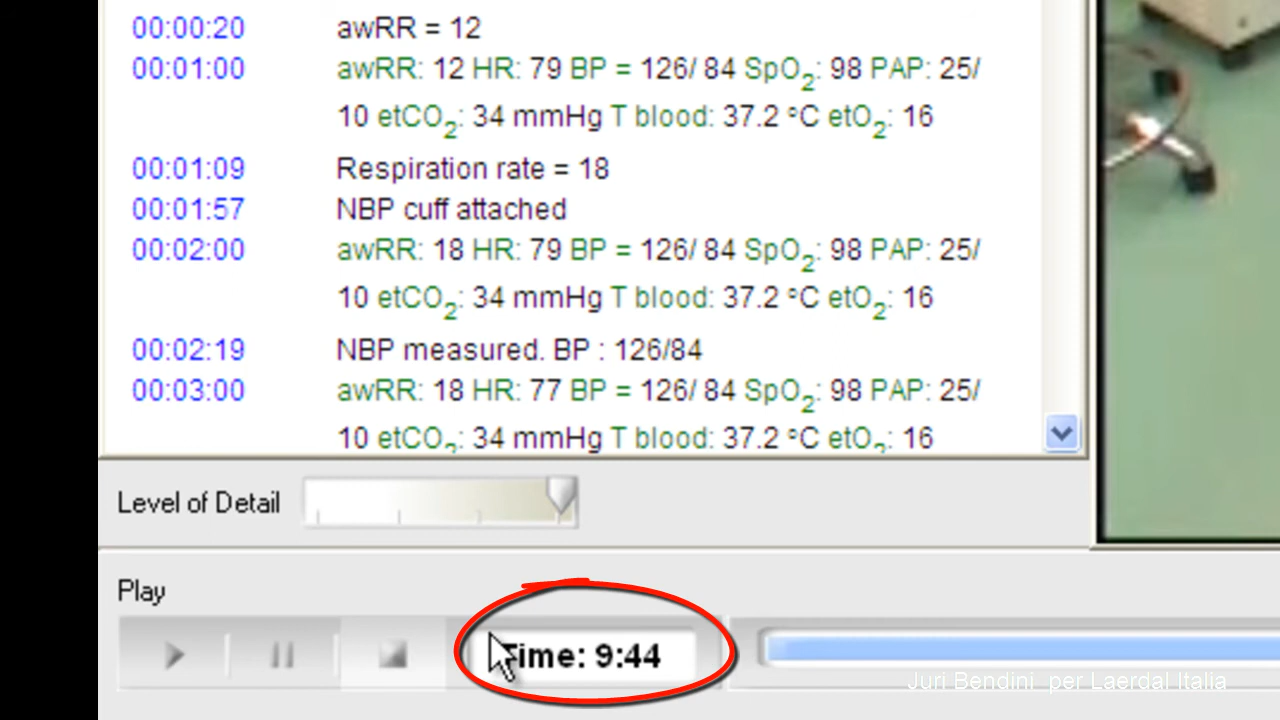 00:00:20 awRR = 12
00:01:00 awRR: 12 HR: 79 BP = 126/ 84 SpO2: 98 PAP: 25/
10 etCO2: 34 mmHg T blood: 37.2 ºC etO2: 16
00:01:09 Respiration rate = 18
00:01:57 NBP cuff attached
00:02:00 awRR: 18 HR: 79 BP = 126/ 84 SpO2: 98 PAP: 25/
10 etCO2: 34 mmHg T blood: 37.2 ºC etO2: 16
00:02:19 NBP measured. BP : 126/84
00:03:00 awRR: 18 HR: 77 BP = 126/ 84 SpO2: 98 PAP: 25/
10 etCO2: 34 mmHg T blood: 37.2 ºC etO2: 16
Level of Detail
Play
Time: 9:44
Juri Bendini per Laerdal Italia